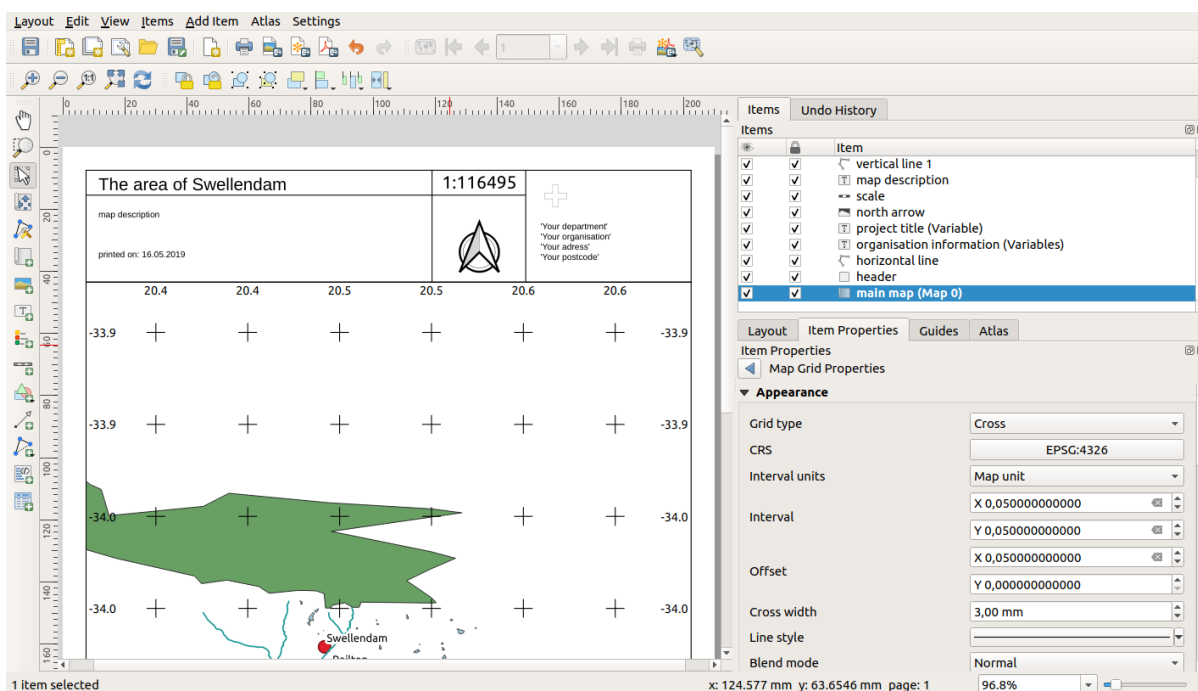 Layout Edit View Items Add Item Atlas Settings
1:1
1
0 20 40 60 80 100 120 140 160 180 200
0
20
40
60
80
100
120
140
160
The area of Swellendam
1:116495
map description
printed on: 16.05.2019
'Your department'
'Your organisation'
'Your adress'
'Your postcode'
20.4 20.4 20.5 20.5 20.6 20.6
-33.9 -33.9
-33.9 -33.9
-34.0 -34.0
-34.0 -34.0
Swellendam
Railton
Items Undo History
Items
Item
vertical line 1
map description
scale
north arrow
project title (Variable)
organisation information (Variables)
horizontal line
header
main map (Map 0)
Layout Item Properties Guides Atlas
Item Properties
Map Grid Properties
Appearance
Grid type Cross
CRS EPSG:4326
Interval units Map unit
Interval
X 0,050000000000
Y 0,050000000000
Offset
X 0,050000000000
Y 0,000000000000
Cross width 3,00 mm
Line style
Blend mode Normal
1 item selected
x: 124.577 mm y: 63.6546 mm page: 1
96.8%